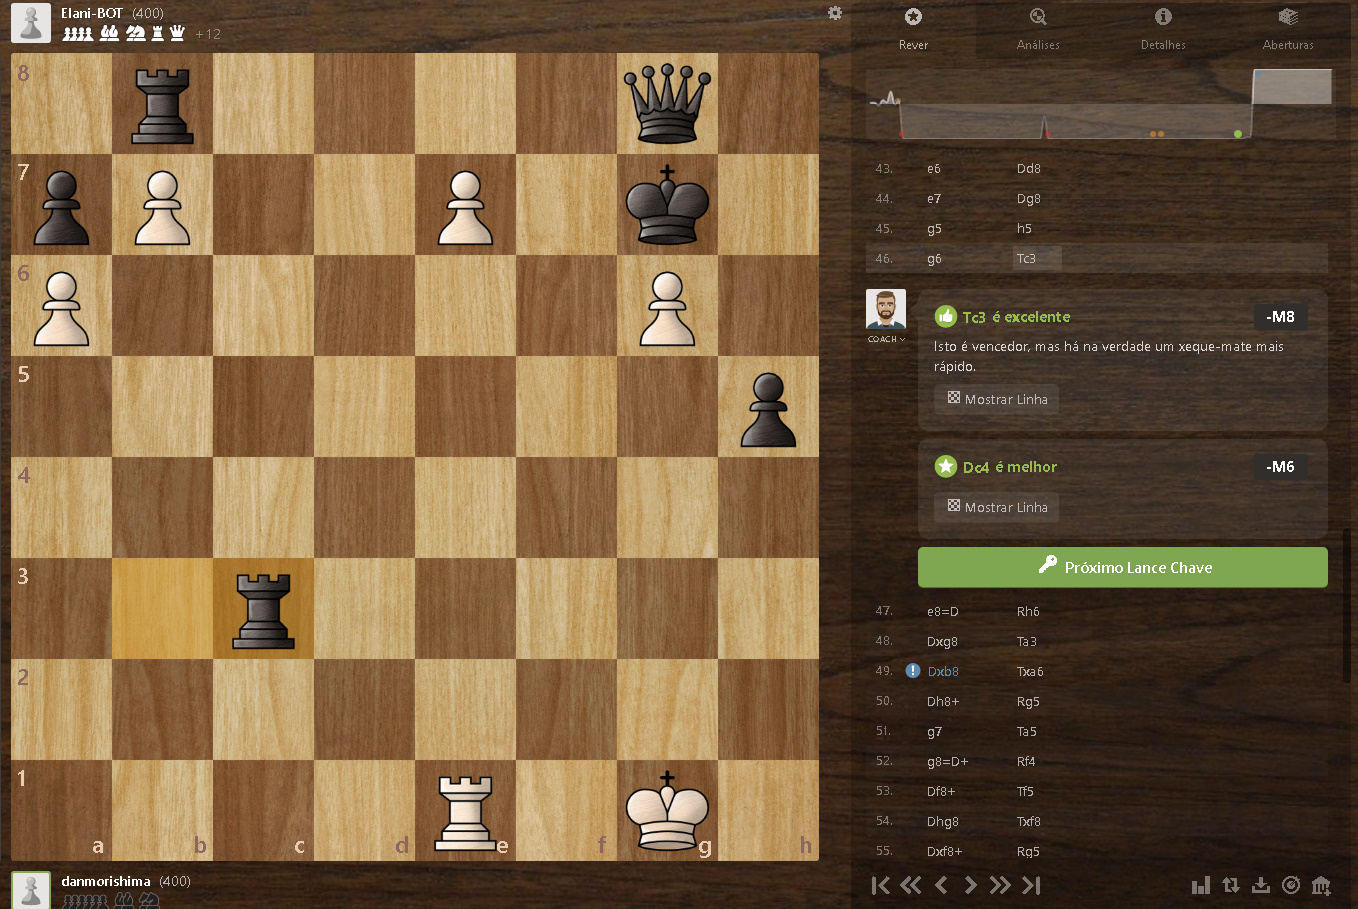 Elani-BOT (400)
+12
8
7
6
5
4
3
2
1
a b c d e f g h
danmorishima (400)
Rever Análises Detalhes Aberturas
43. e6 Dd8
44. e7 Dg8
45. g5 h5
46. g6 Tc3
COACH
Tc3 é excelente -M8
Isto é vencedor, mas há na verdade um xeque-mate mais
rápido.
Mostrar Linha
Dc4 é melhor -M6
Mostrar Linha
Próximo Lance Chave
47. e8=D Rh6
48. Dxg8 Ta3
49. ! Dxb8 Txa6
50. Dh8+ Rg5
51. g7 Ta5
52. g8=D+ Rf4
53. Df8+ Tf5
54. Dhg8 Txf8
55. Dxf8+ Rg5